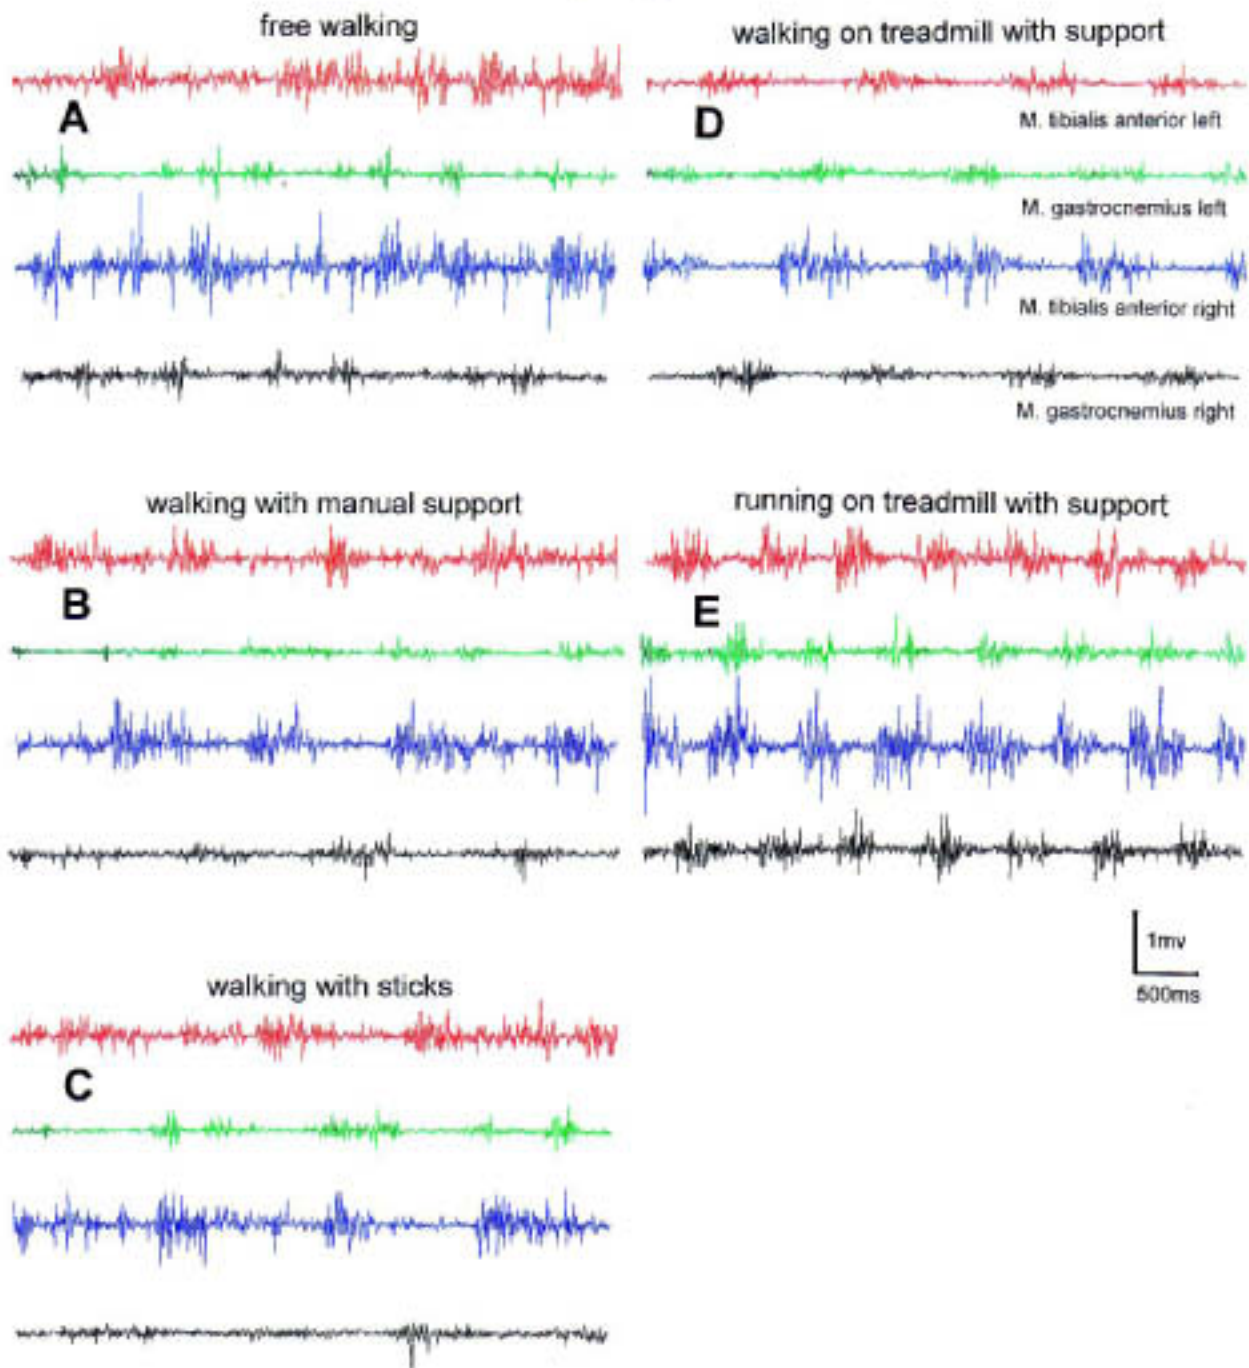 free walking
A
walking on treadmill with support
D
M. tibialis anterior left
M. gastrocnemius left
M. tibialis anterior right
M. gastrocnemius right
walking with manual support
B
running on treadmill with support
E
1mv
500ms
walking with sticks
C